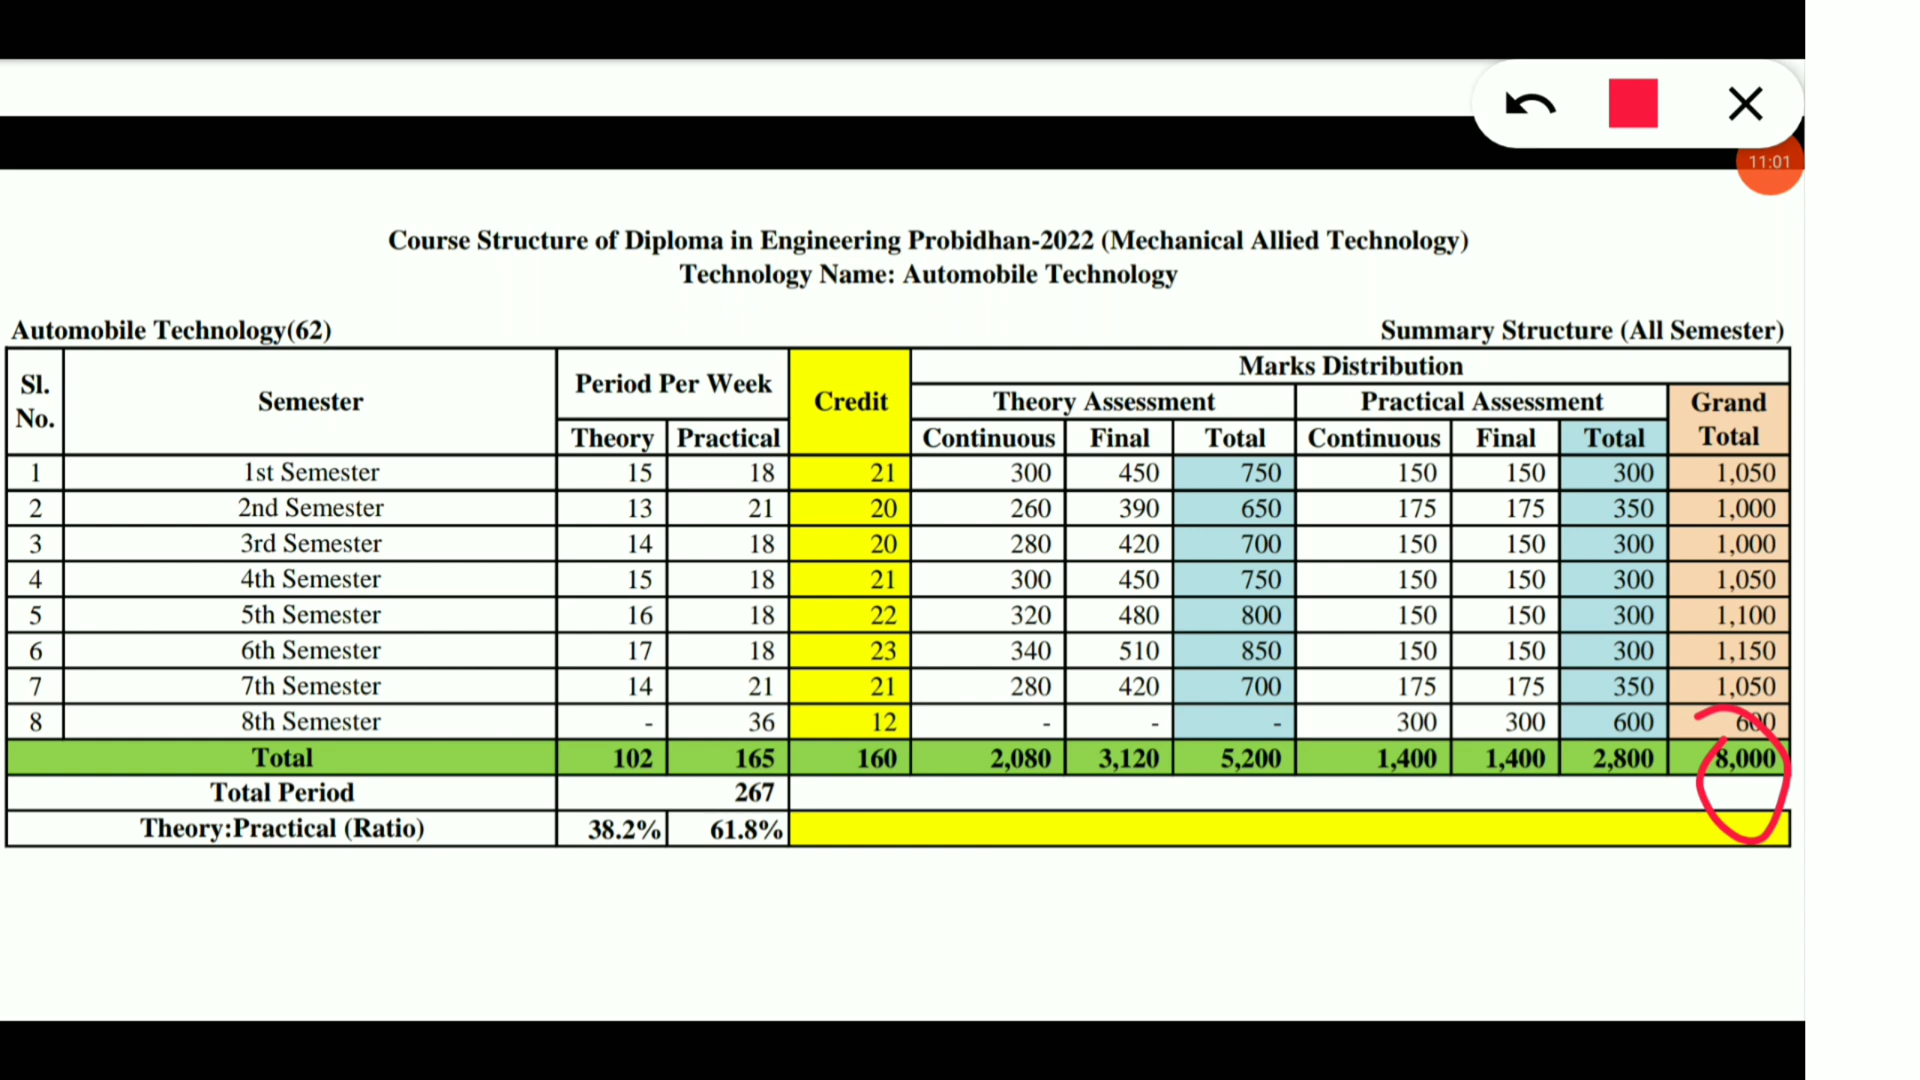 11:01
Course Structure of Diploma in Engineering Probidhan-2022 (Mechanical Allied Technology)
Technology Name: Automobile Technology
Automobile Technology(62) Summary Structure (All Semester)
Sl. No. Semester Period Per Week Credit Marks Distribution
Theory Assessment Practical Assessment Grand Total
Theory Practical Continuous Final Total Continuous Final Total
1 1st Semester 15 18 21 300 450 750 150 150 300 1,050
2 2nd Semester 13 21 20 260 390 650 175 175 350 1,000
3 3rd Semester 14 18 20 280 420 700 150 150 300 1,000
4 4th Semester 15 18 21 300 450 750 150 150 300 1,050
5 5th Semester 16 18 22 320 480 800 150 150 300 1,100
6 6th Semester 17 18 23 340 510 850 150 150 300 1,150
7 7th Semester 14 21 21 280 420 700 175 175 350 1,050
8 8th Semester - 36 12 - - - 300 300 600 600
Total 102 165 160 2,080 3,120 5,200 1,400 1,400 2,800 8,000
Total Period 267
Theory:Practical (Ratio) 38.2% 61.8%